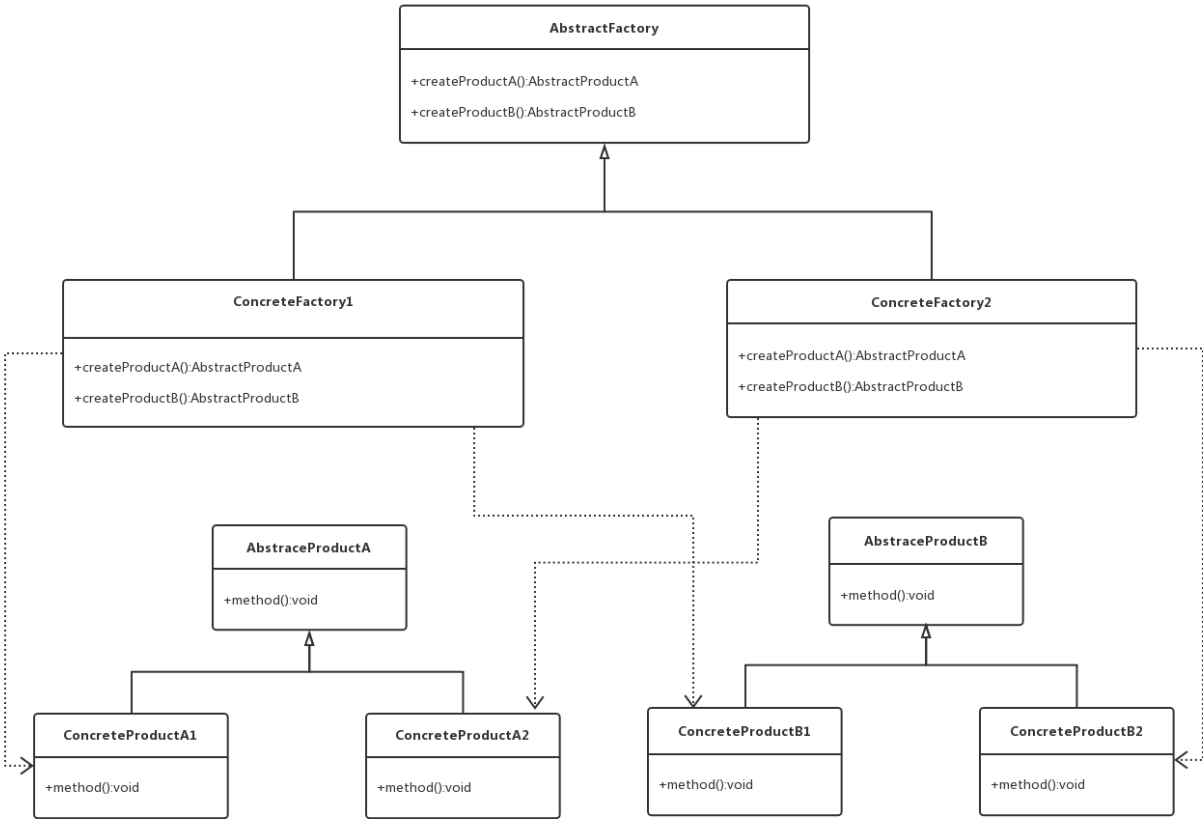 AbstractFactory
+createProductA():AbstractProductA
+createProductB():AbstractProductB
ConcreteFactory1
+createProductA():AbstractProductA
+createProductB():AbstractProductB
ConcreteFactory2
+createProductA():AbstractProductA
+createProductB():AbstractProductB
AbstraceProductA
+method():void
AbstraceProductB
+method():void
ConcreteProductA1
+method():void
ConcreteProductA2
+method():void
ConcreteProductB1
+method():void
ConcreteProductB2
+method():void